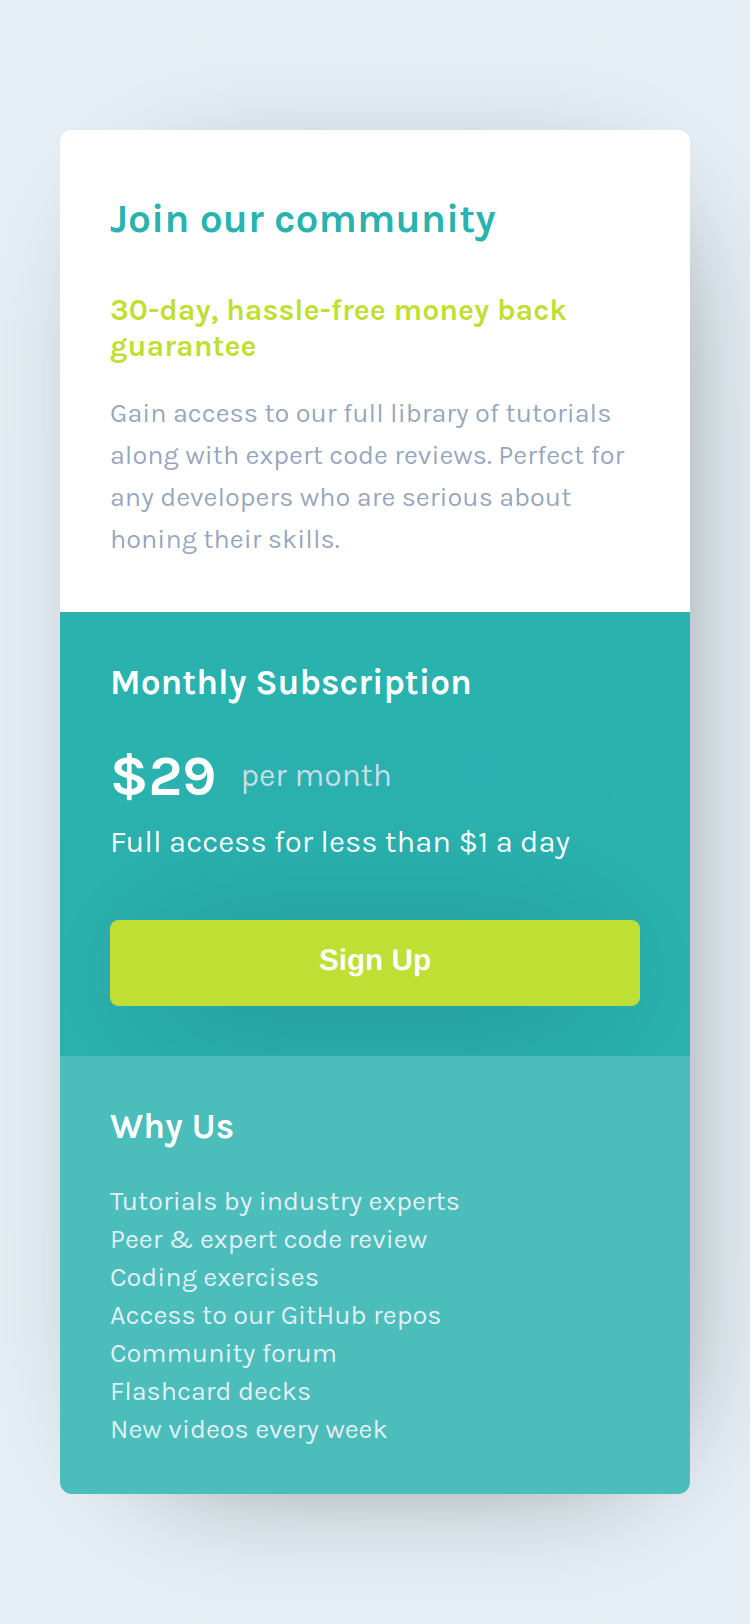 Join our community
30-day, hassle-free money back
guarantee
Gain access to our full library of tutorials
along with expert code reviews. Perfect for
any developers who are serious about
honing their skills.
Monthly Subscription
$29 per month
Full access for less than $1 a day
Sign Up
Why Us
Tutorials by industry experts
Peer & expert code review
Coding exercises
Access to our GitHub repos
Community forum
Flashcard decks
New videos every week